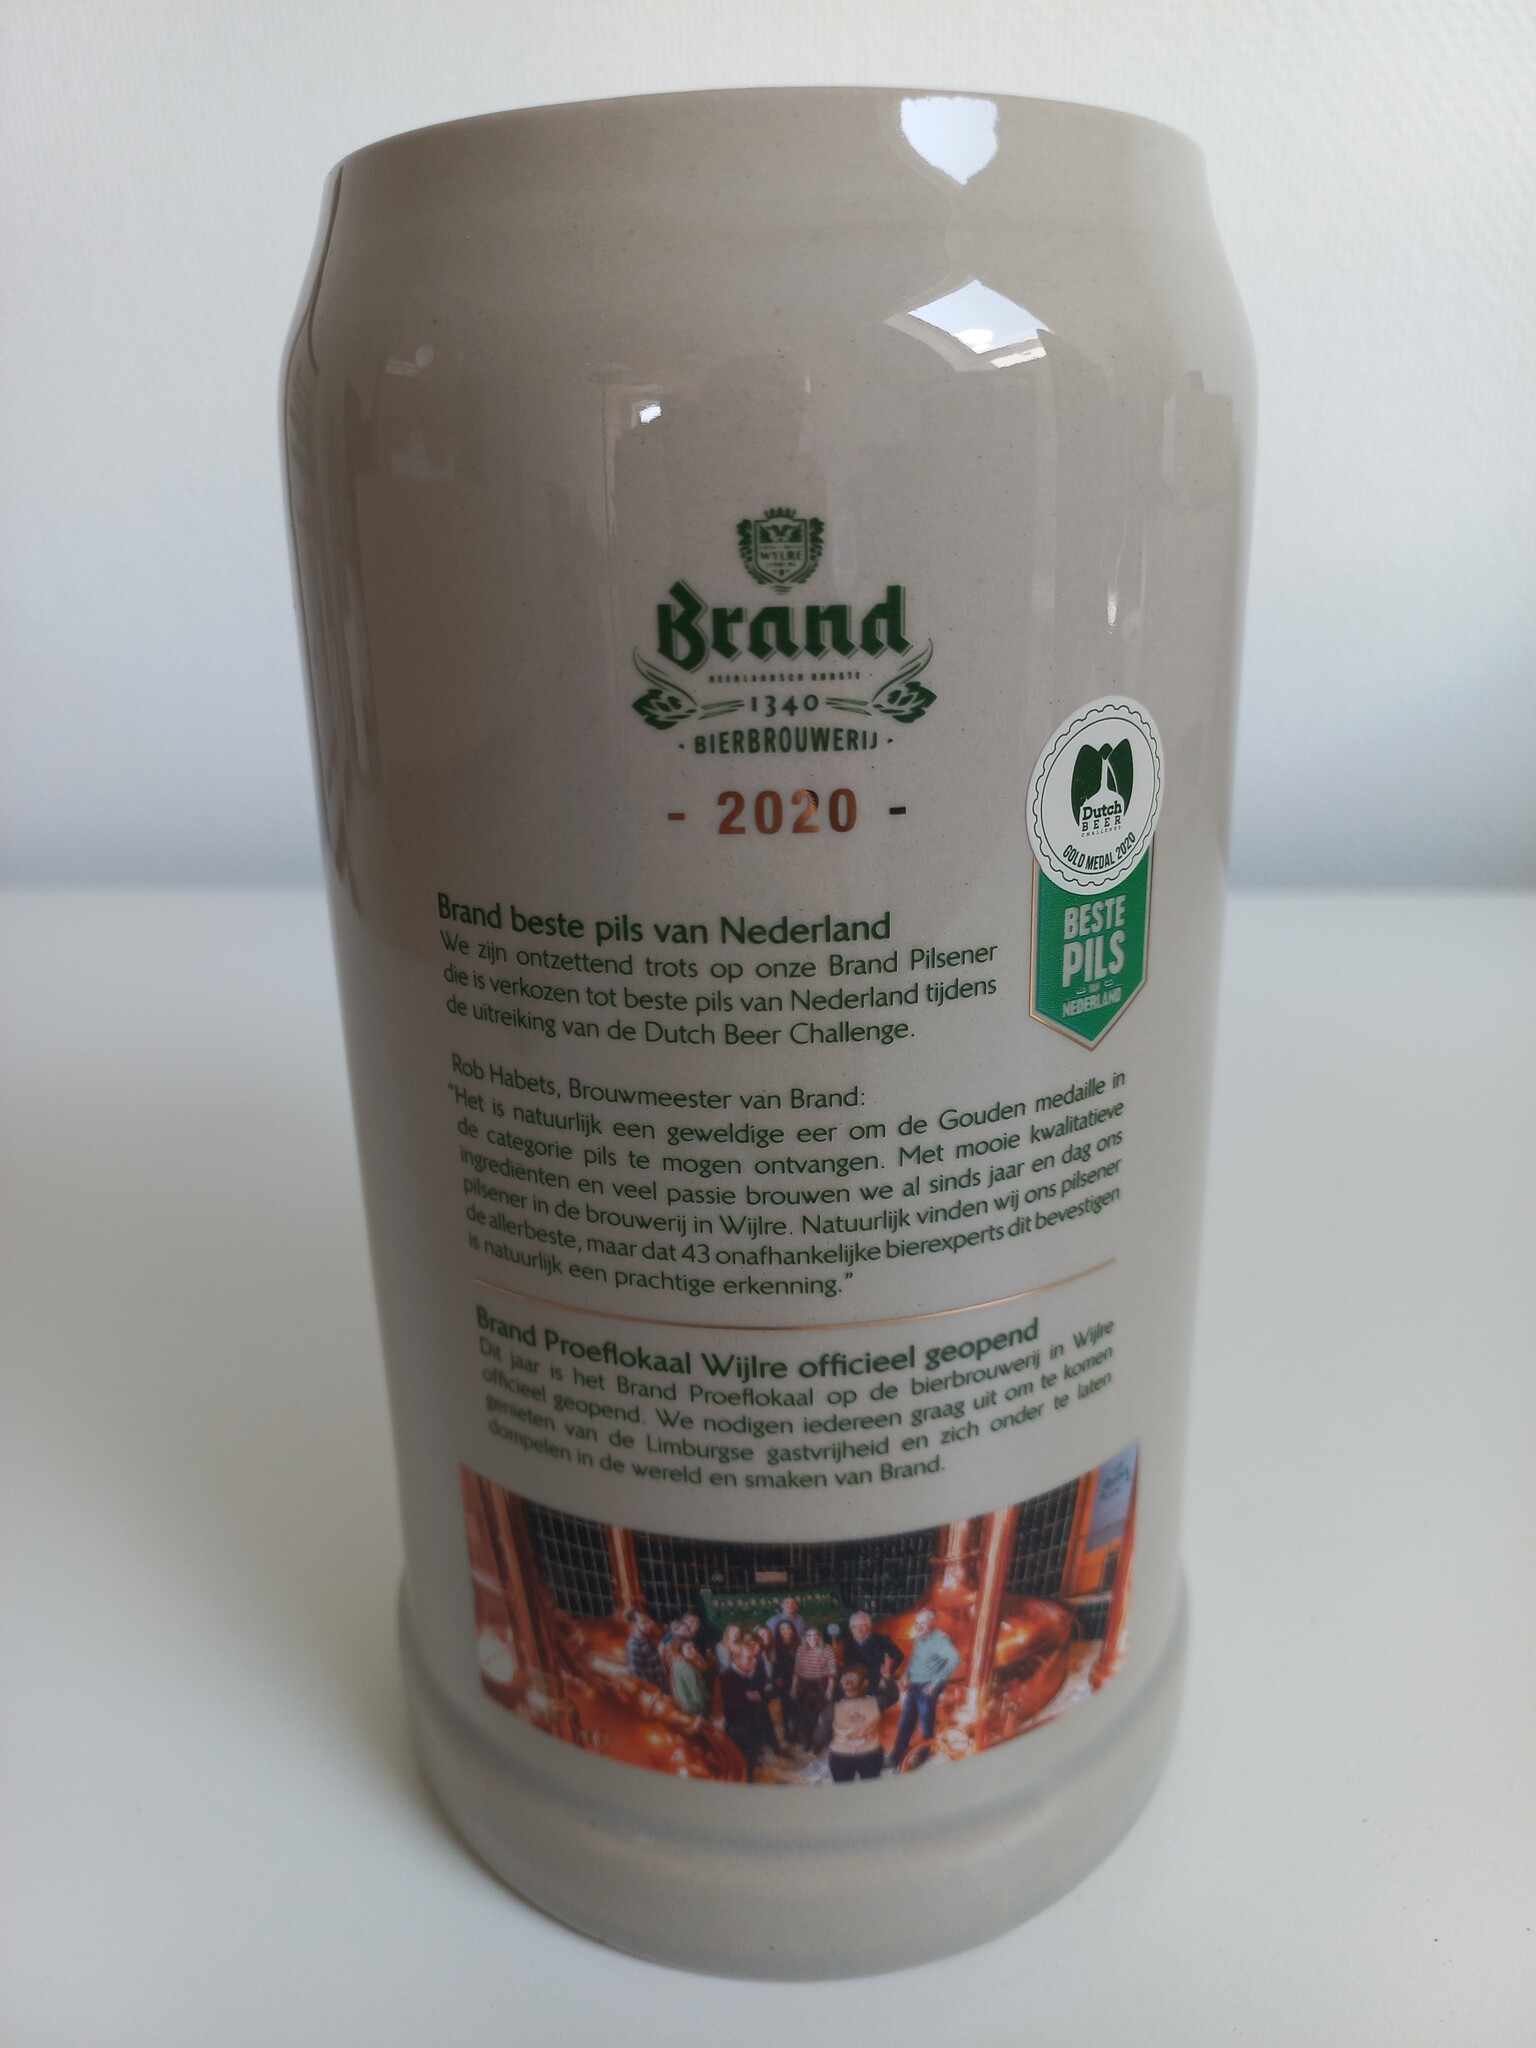 WYLRE
Brand
NEERLANDSCH OUDSTE
1340
· BIERBROUWERIJ ·
- 2020 -
Dutch
BEER
CHALLENGE
GOLD MEDAL 2020
BESTE
PILS
VAN
NEDERLAND
Brand beste pils van Nederland
We zijn ontzettend trots op onze Brand Pilsener
die is verkozen tot beste pils van Nederland tijdens
de uitreiking van de Dutch Beer Challenge.
Rob Habets, Brouwmeester van Brand:
"Het is natuurlijk een geweldige eer om de Gouden medaille in
de categorie pils te mogen ontvangen. Met mooie kwalitatieve
ingrediënten en veel passie brouwen we al sinds jaar en dag ons
pilsener in de brouwerij in Wijlre. Natuurlijk vinden wij ons pilsener
de allerbeste, maar dat 43 onafhankelijke bierexperts dit bevestigen
is natuurlijk een prachtige erkenning."
Brand Proeflokaal Wijlre officieel geopend
Dit jaar is het Brand Proeflokaal op de bierbrouwerij in Wijlre
officieel geopend. We nodigen iedereen graag uit om te komen
genieten van de Limburgse gastvrijheid en zich onder te laten
dompelen in de wereld en smaken van Brand.